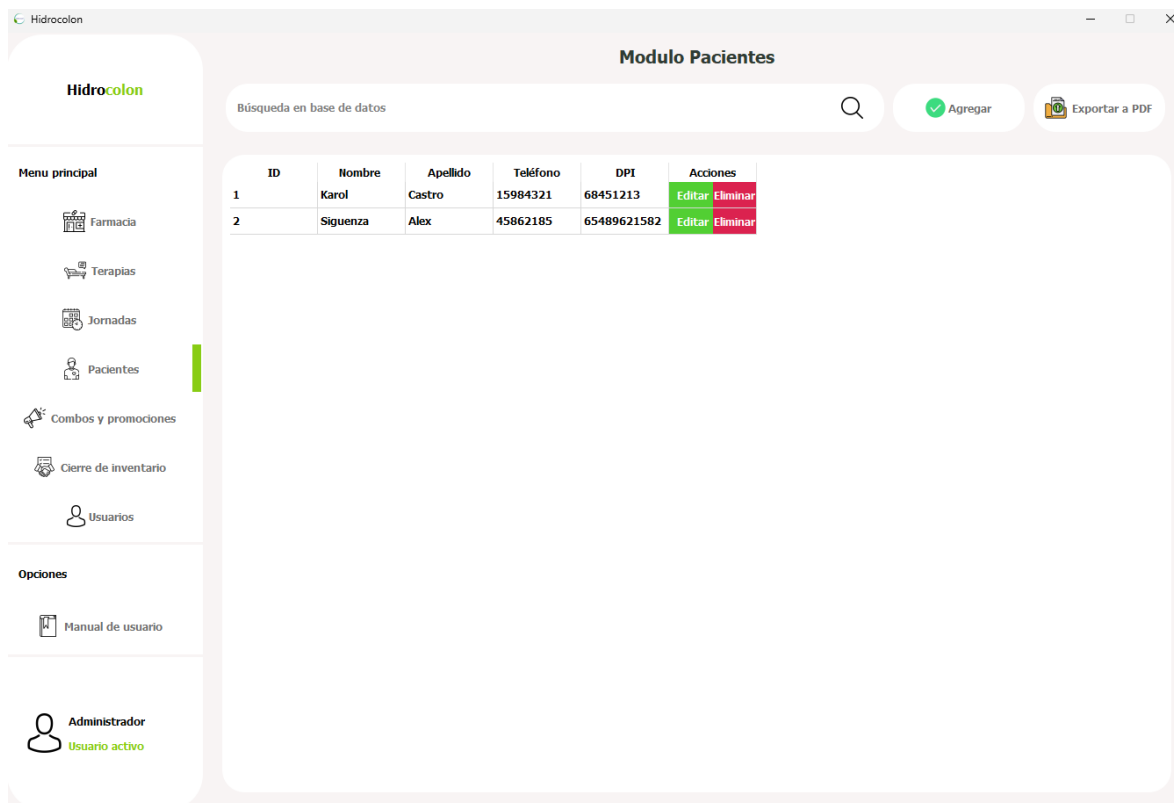 Hidrocolon
Modulo Pacientes
Hidrocolon
Búsqueda en base de datos
Agregar
Exportar a PDF
Menu principal
Farmacia
Terapias
Jornadas
Pacientes
Combos y promociones
Cierre de inventario
Usuarios
Opciones
Manual de usuario
Administrador
Usuario activo
ID Nombre Apellido Teléfono DPI Acciones
1 Karol Castro 15984321 68451213 Editar Eliminar
2 Siguenza Alex 45862185 65489621582 Editar Eliminar